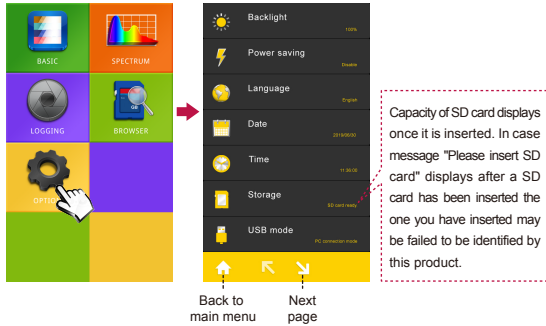 BASIC
SPECTRUM
LOGGING
BROWSER
GB
OPTION
Backlight
100%
Power saving
Disable
Language
English
Date
2019/06/30
Time
11:38:00
Storage
SD card ready
USB mode
PC connection mode
Back to
main menu
Next
page
Capacity of SD card displays
once it is inserted. In case
message "Please insert SD
card" displays after a SD
card has been inserted the
one you have inserted may
be failed to be identified by
this product.